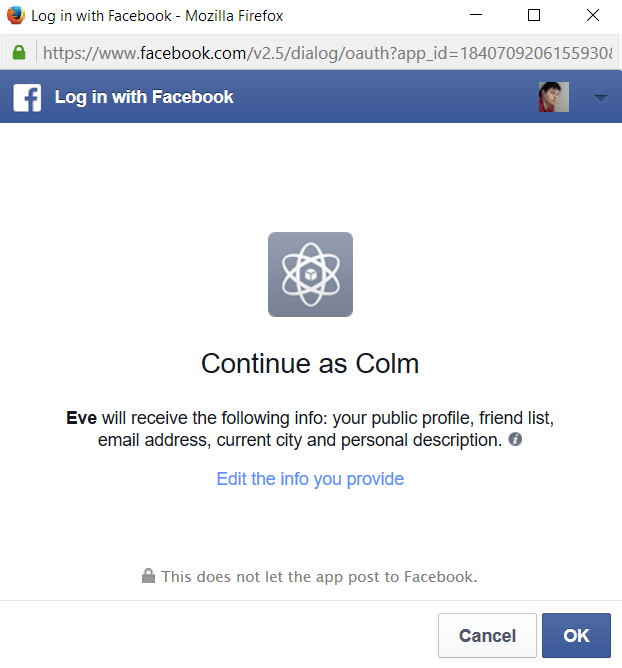 Log in with Facebook - Mozilla Firefox
https://www.facebook.com/v2.5/dialog/oauth?app_id=1840709206155930&
Log in with Facebook
Continue as Colm
Eve will receive the following info: your public profile, friend list,
email address, current city and personal description.
Edit the info you provide
This does not let the app post to Facebook.
Cancel OK